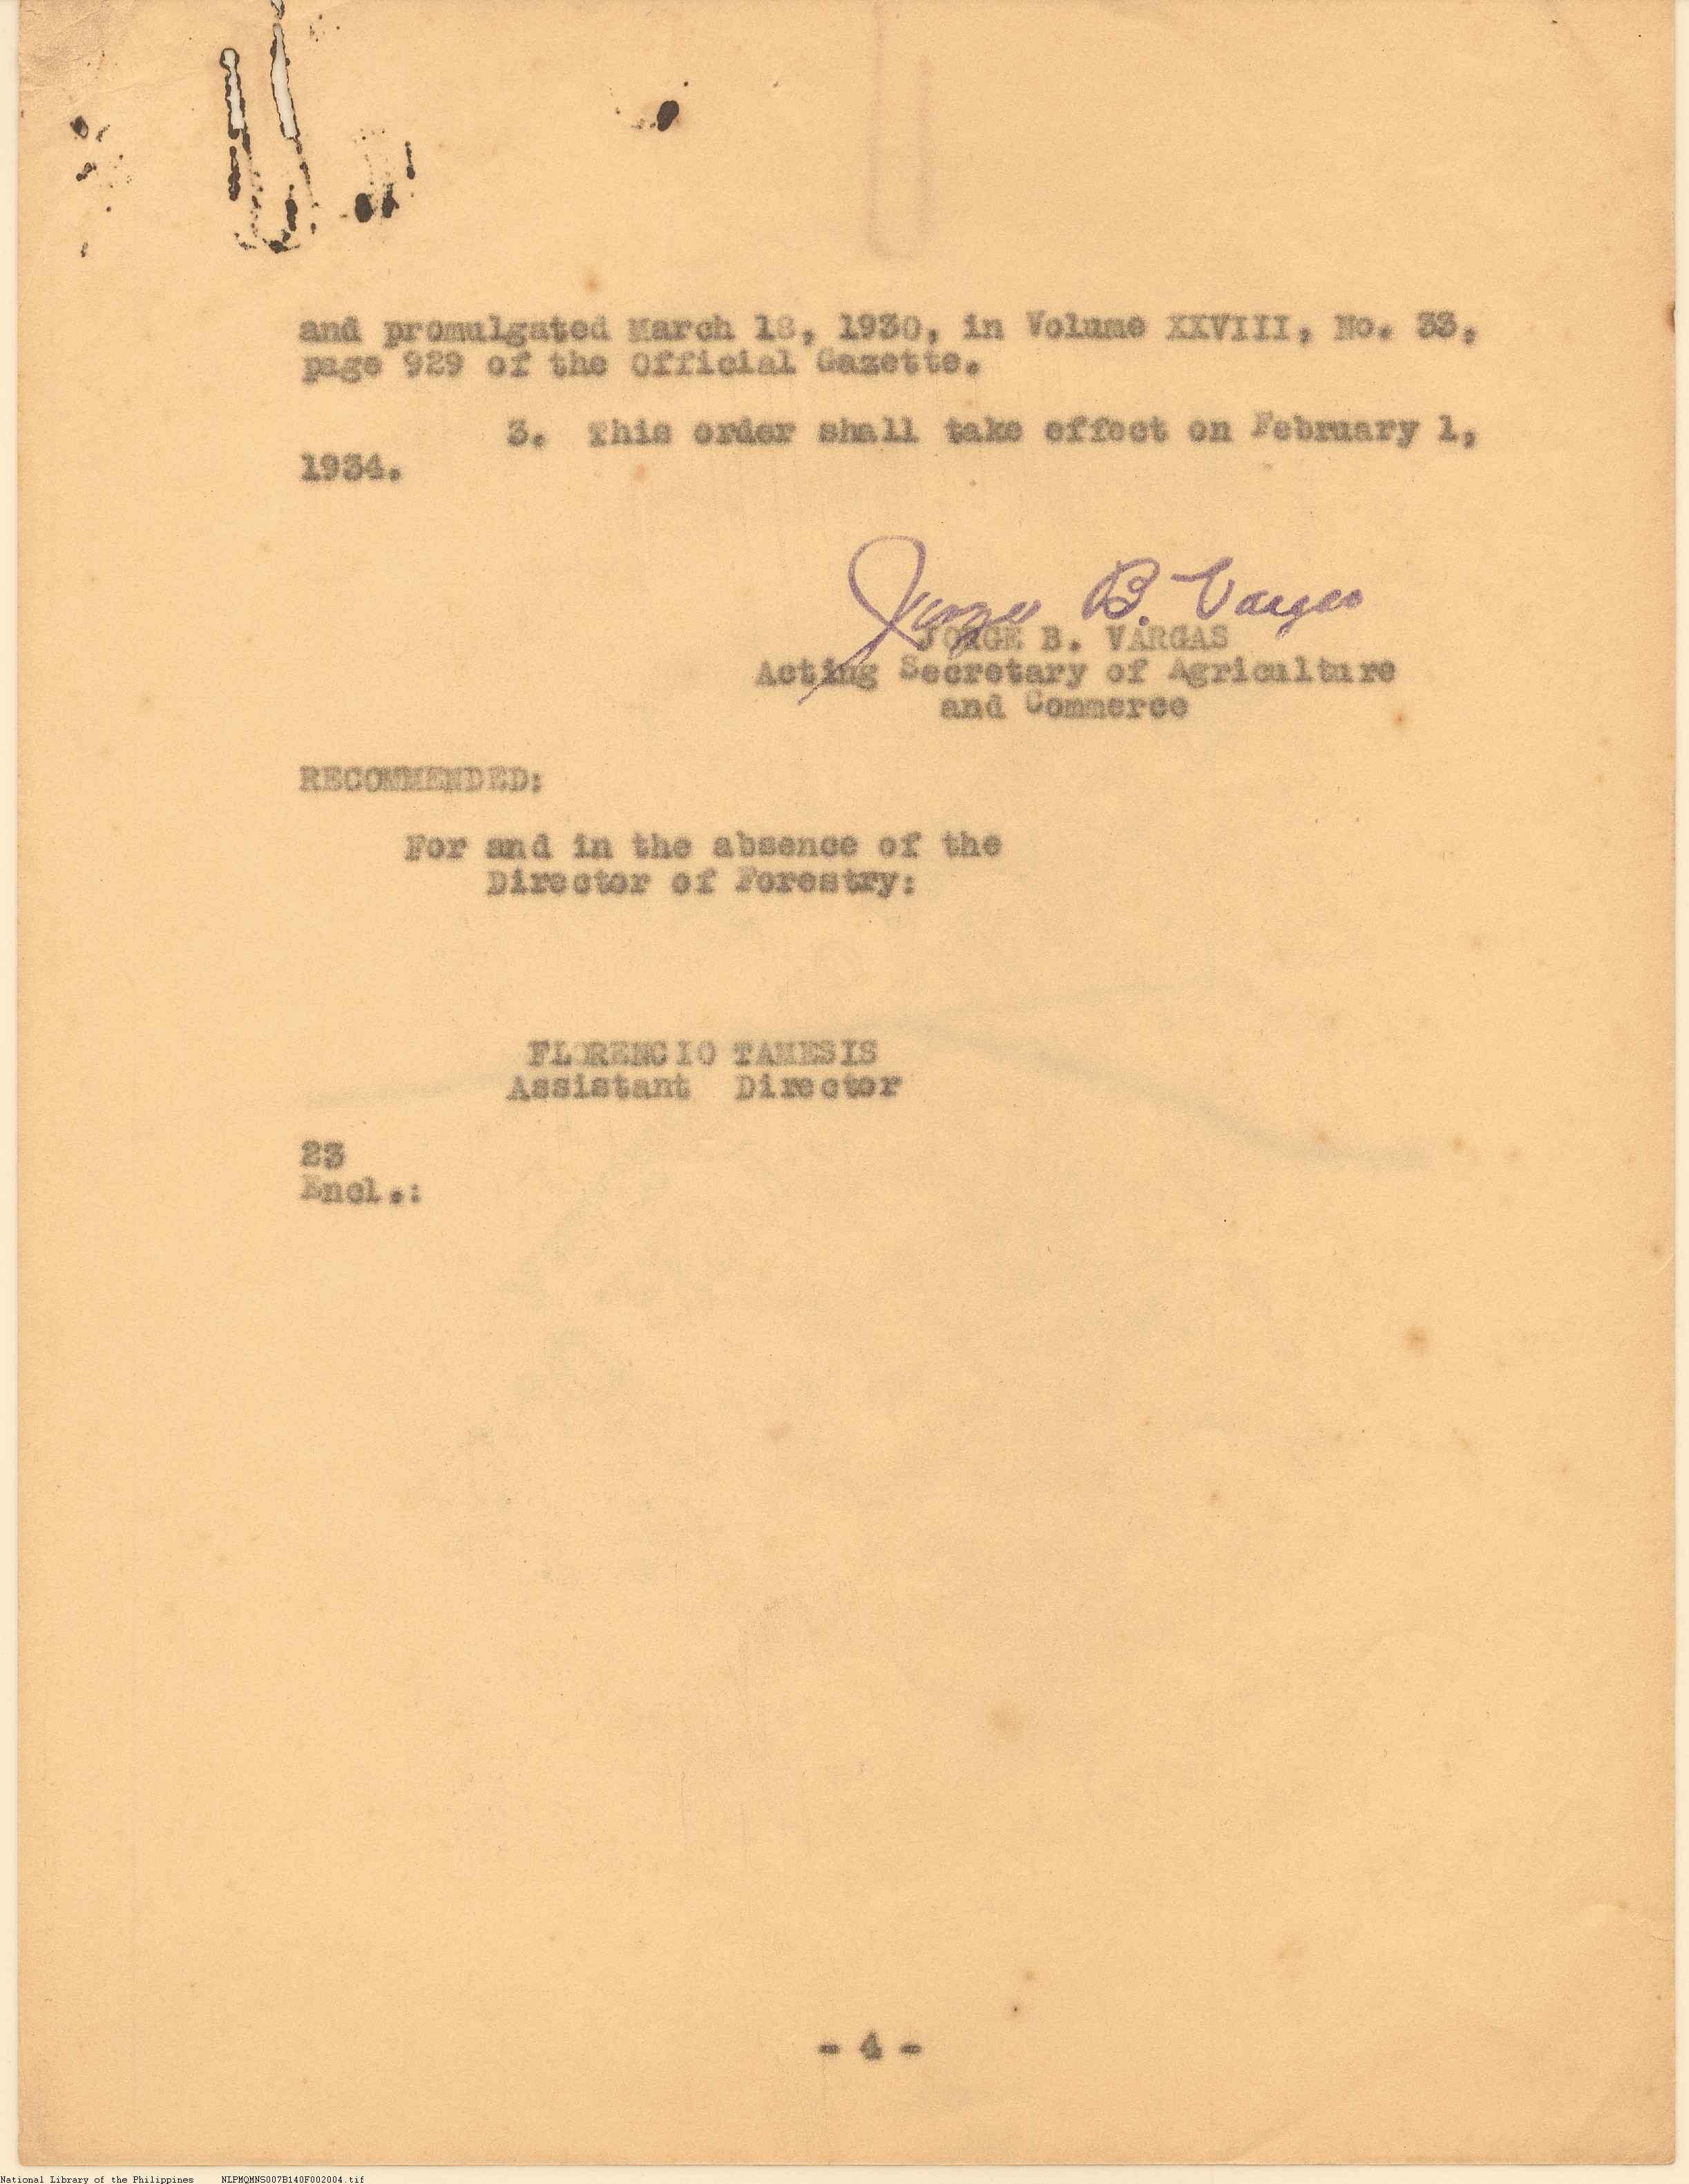 and promulgated March 18, 1930, in Volume XXVIII, No. 33,
page 929 of the Official Gazette.
3. This order shall take effect on February 1,
1934.
Jorge B. Vargas
JORGE B. VARGAS
Acting Secretary of Agriculture
and Commerce
RECOMMENDED:
For and in the absence of the
Director of Forestry:
FLORENCIO TAMESIS
Assistant Director
23
Encl.:
- 4 -
National Library of the Philippines NLPMQMNS007B140F002004.tif